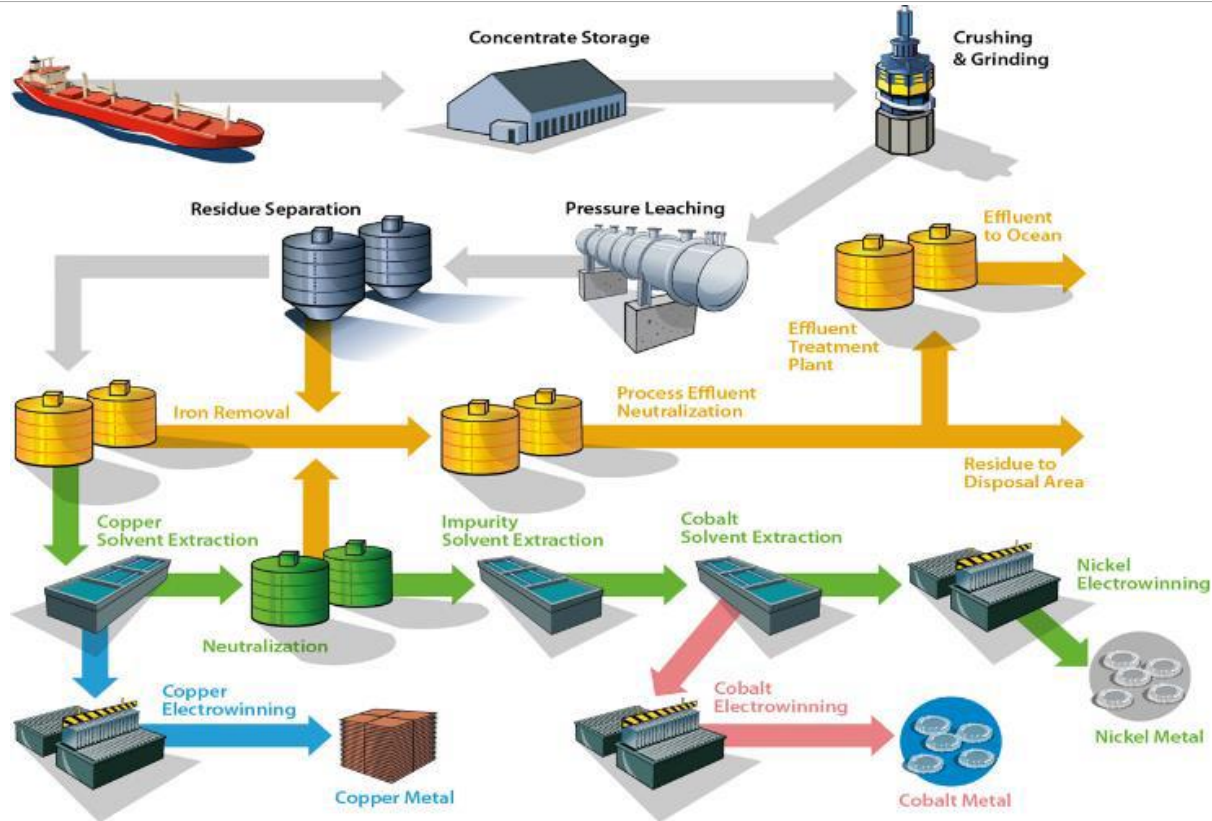 Concentrate Storage
Crushing
& Grinding
Residue Separation
Pressure Leaching
Effluent
to Ocean
Effluent
Treatment
Plant
Iron Removal
Process Effluent
Neutralization
Residue to
Disposal Area
Copper
Solvent Extraction
Impurity
Solvent Extraction
Cobalt
Solvent Extraction
Nickel
Electrowinning
Neutralization
Copper
Electrowinning
Cobalt
Electrowinning
Nickel Metal
Copper Metal
Cobalt Metal